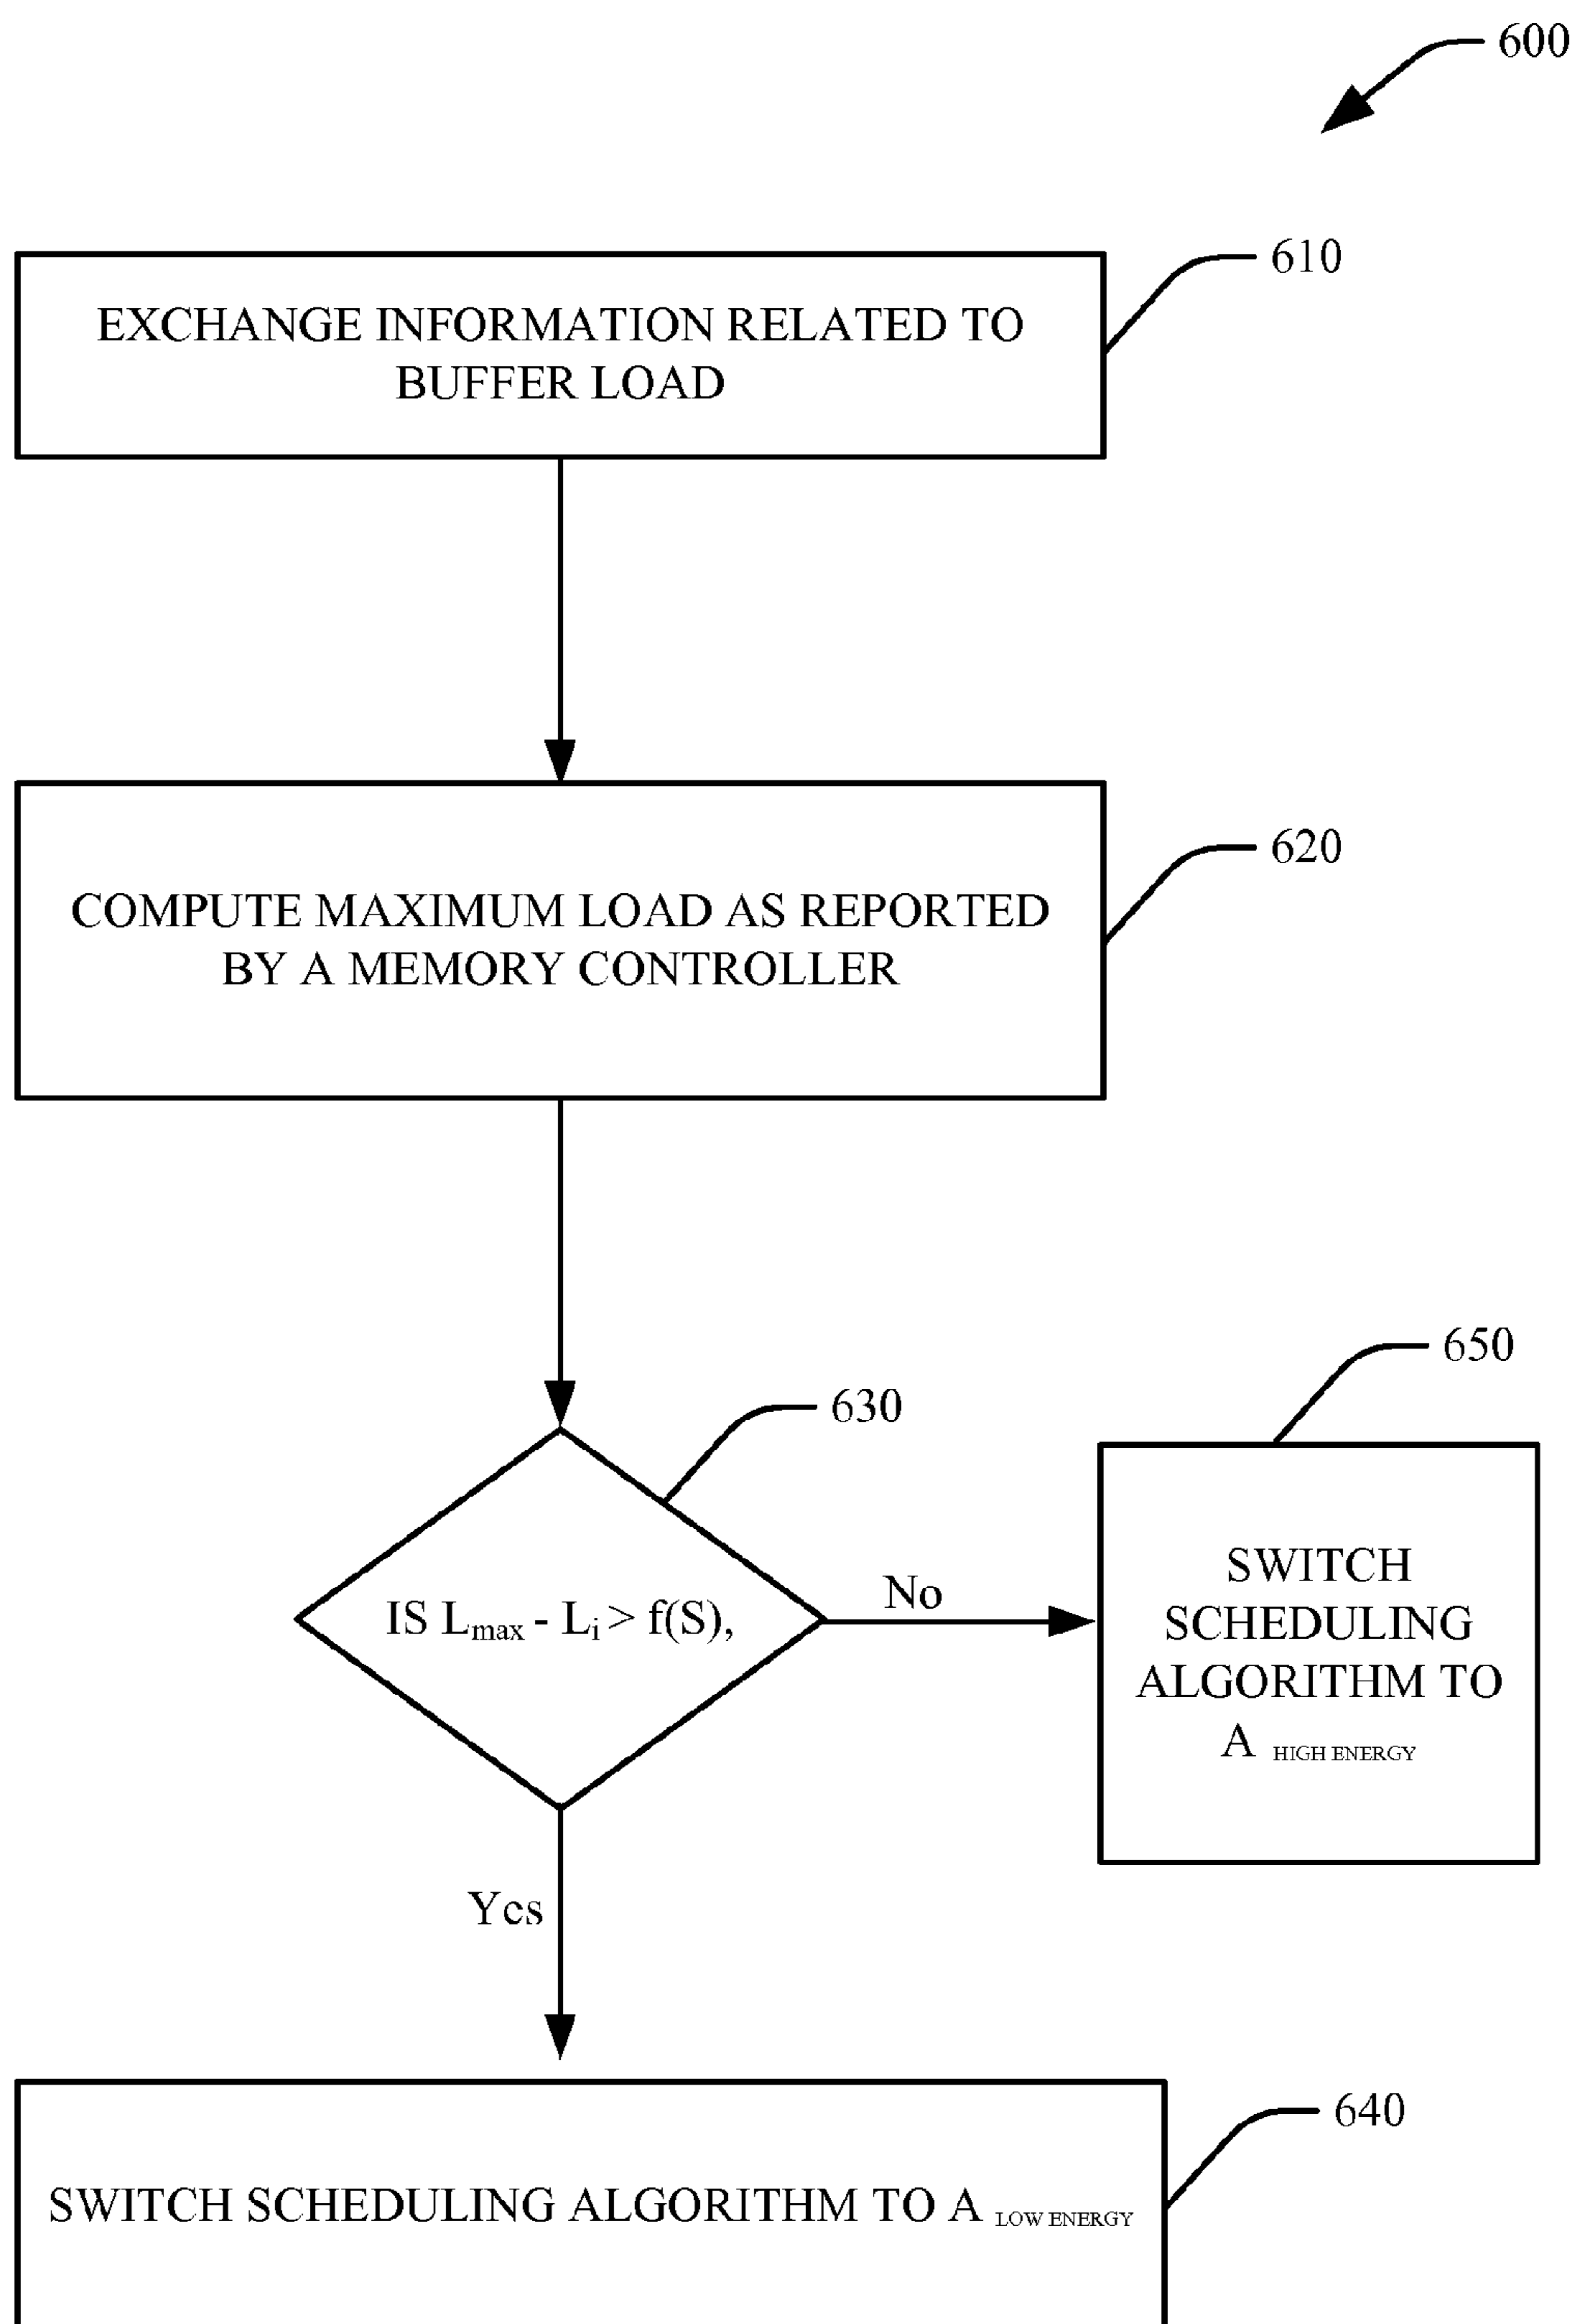 600
610
EXCHANGE INFORMATION RELATED TO
BUFFER LOAD
620
COMPUTE MAXIMUM LOAD AS REPORTED
BY A MEMORY CONTROLLER
630
IS Lmax - Li > f(S),
No
650
SWITCH
SCHEDULING
ALGORITHM TO
A HIGH ENERGY
Yes
640
SWITCH SCHEDULING ALGORITHM TO A LOW ENERGY